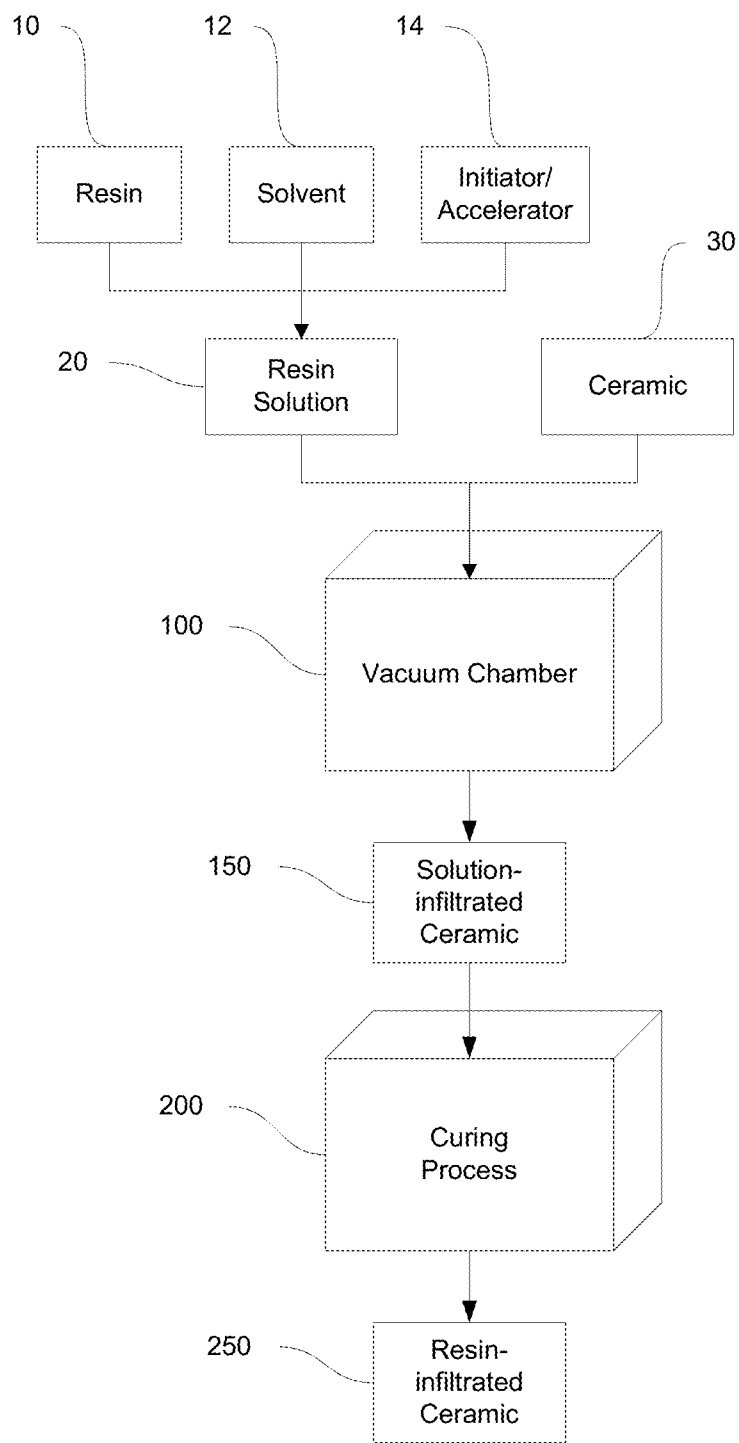 10
12
14
Resin
Solvent
Initiator/
Accelerator
30
20
Resin
Solution
Ceramic
100
Vacuum Chamber
150
Solution-
infiltrated
Ceramic
200
Curing
Process
250
Resin-
infiltrated
Ceramic